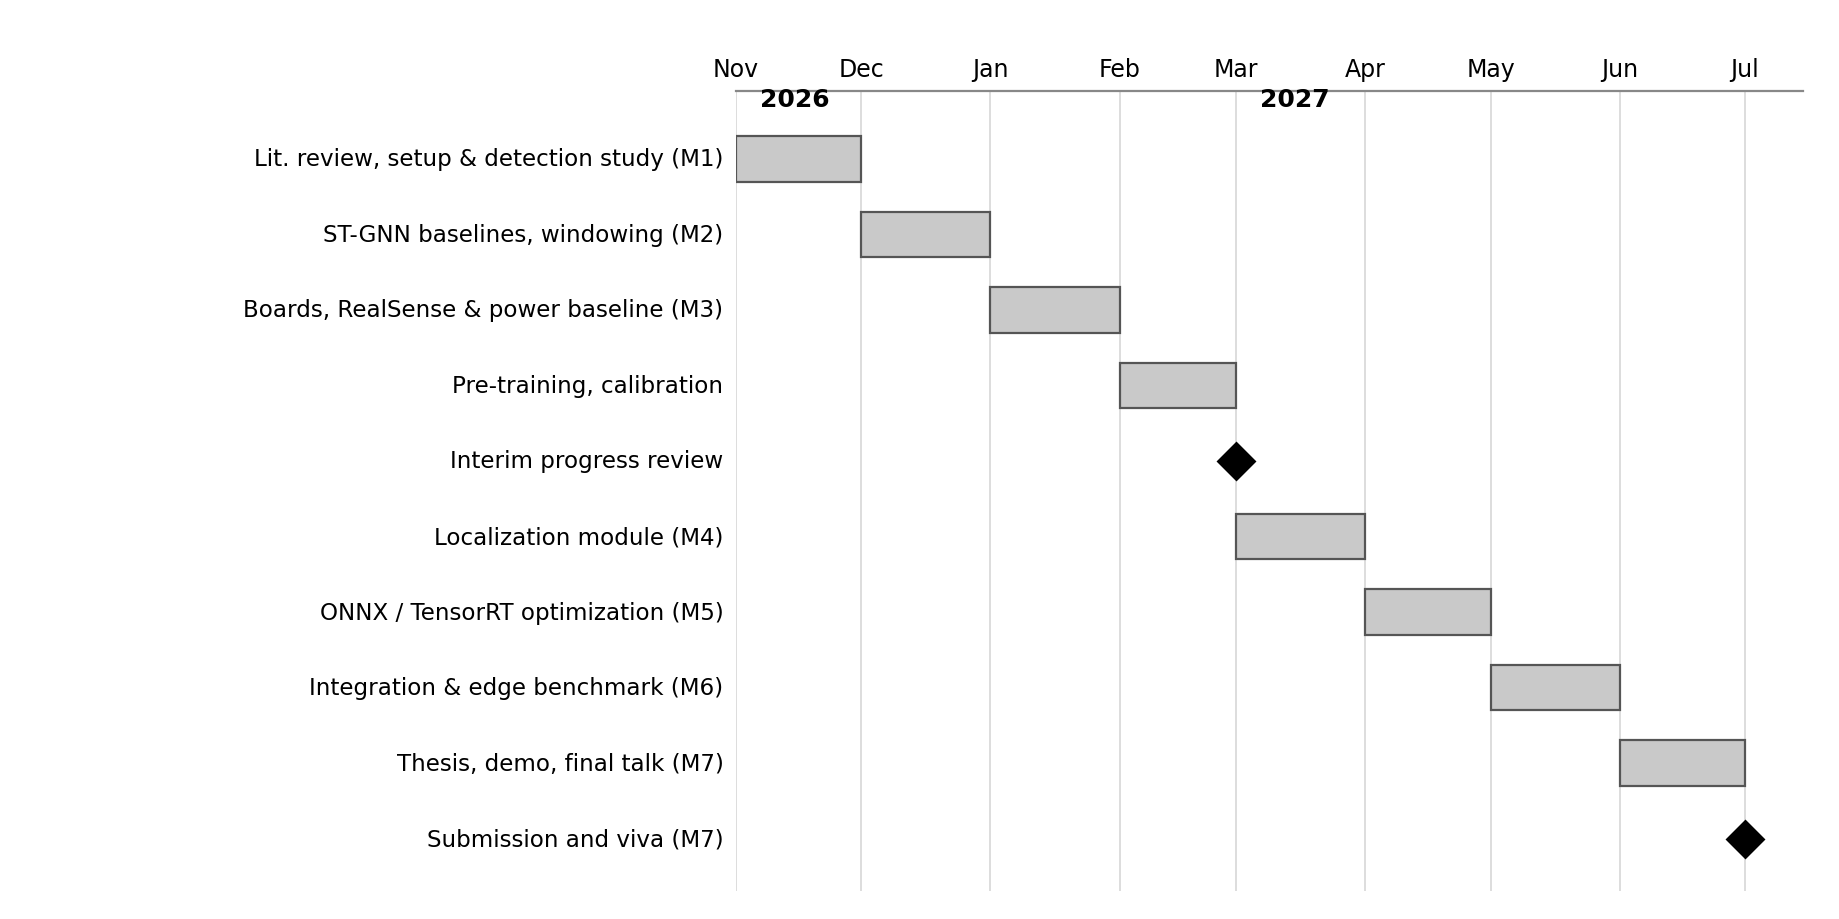 Nov Dec Jan Feb Mar Apr May Jun Jul
2026 2027
Lit. review, setup & detection study (M1)
ST-GNN baselines, windowing (M2)
Boards, RealSense & power baseline (M3)
Pre-training, calibration
Interim progress review
Localization module (M4)
ONNX / TensorRT optimization (M5)
Integration & edge benchmark (M6)
Thesis, demo, final talk (M7)
Submission and viva (M7)